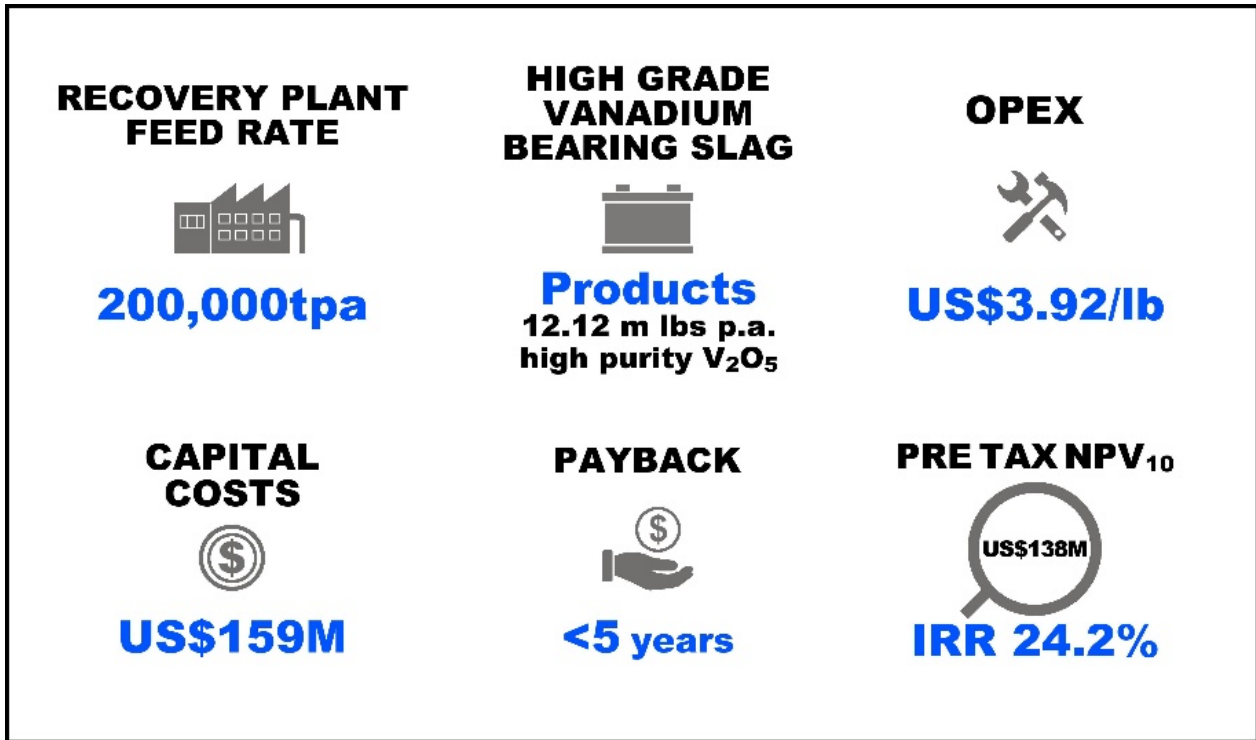 RECOVERY PLANT
FEED RATE
200,000tpa
HIGH GRADE
VANADIUM
BEARING SLAG
Products
12.12 m lbs p.a.
high purity V₂O₅
OPEX
US$3.92/lb
CAPITAL
COSTS
$
US$159M
PAYBACK
$
<5 years
PRE TAX NPV₁₀
US$138M
IRR 24.2%